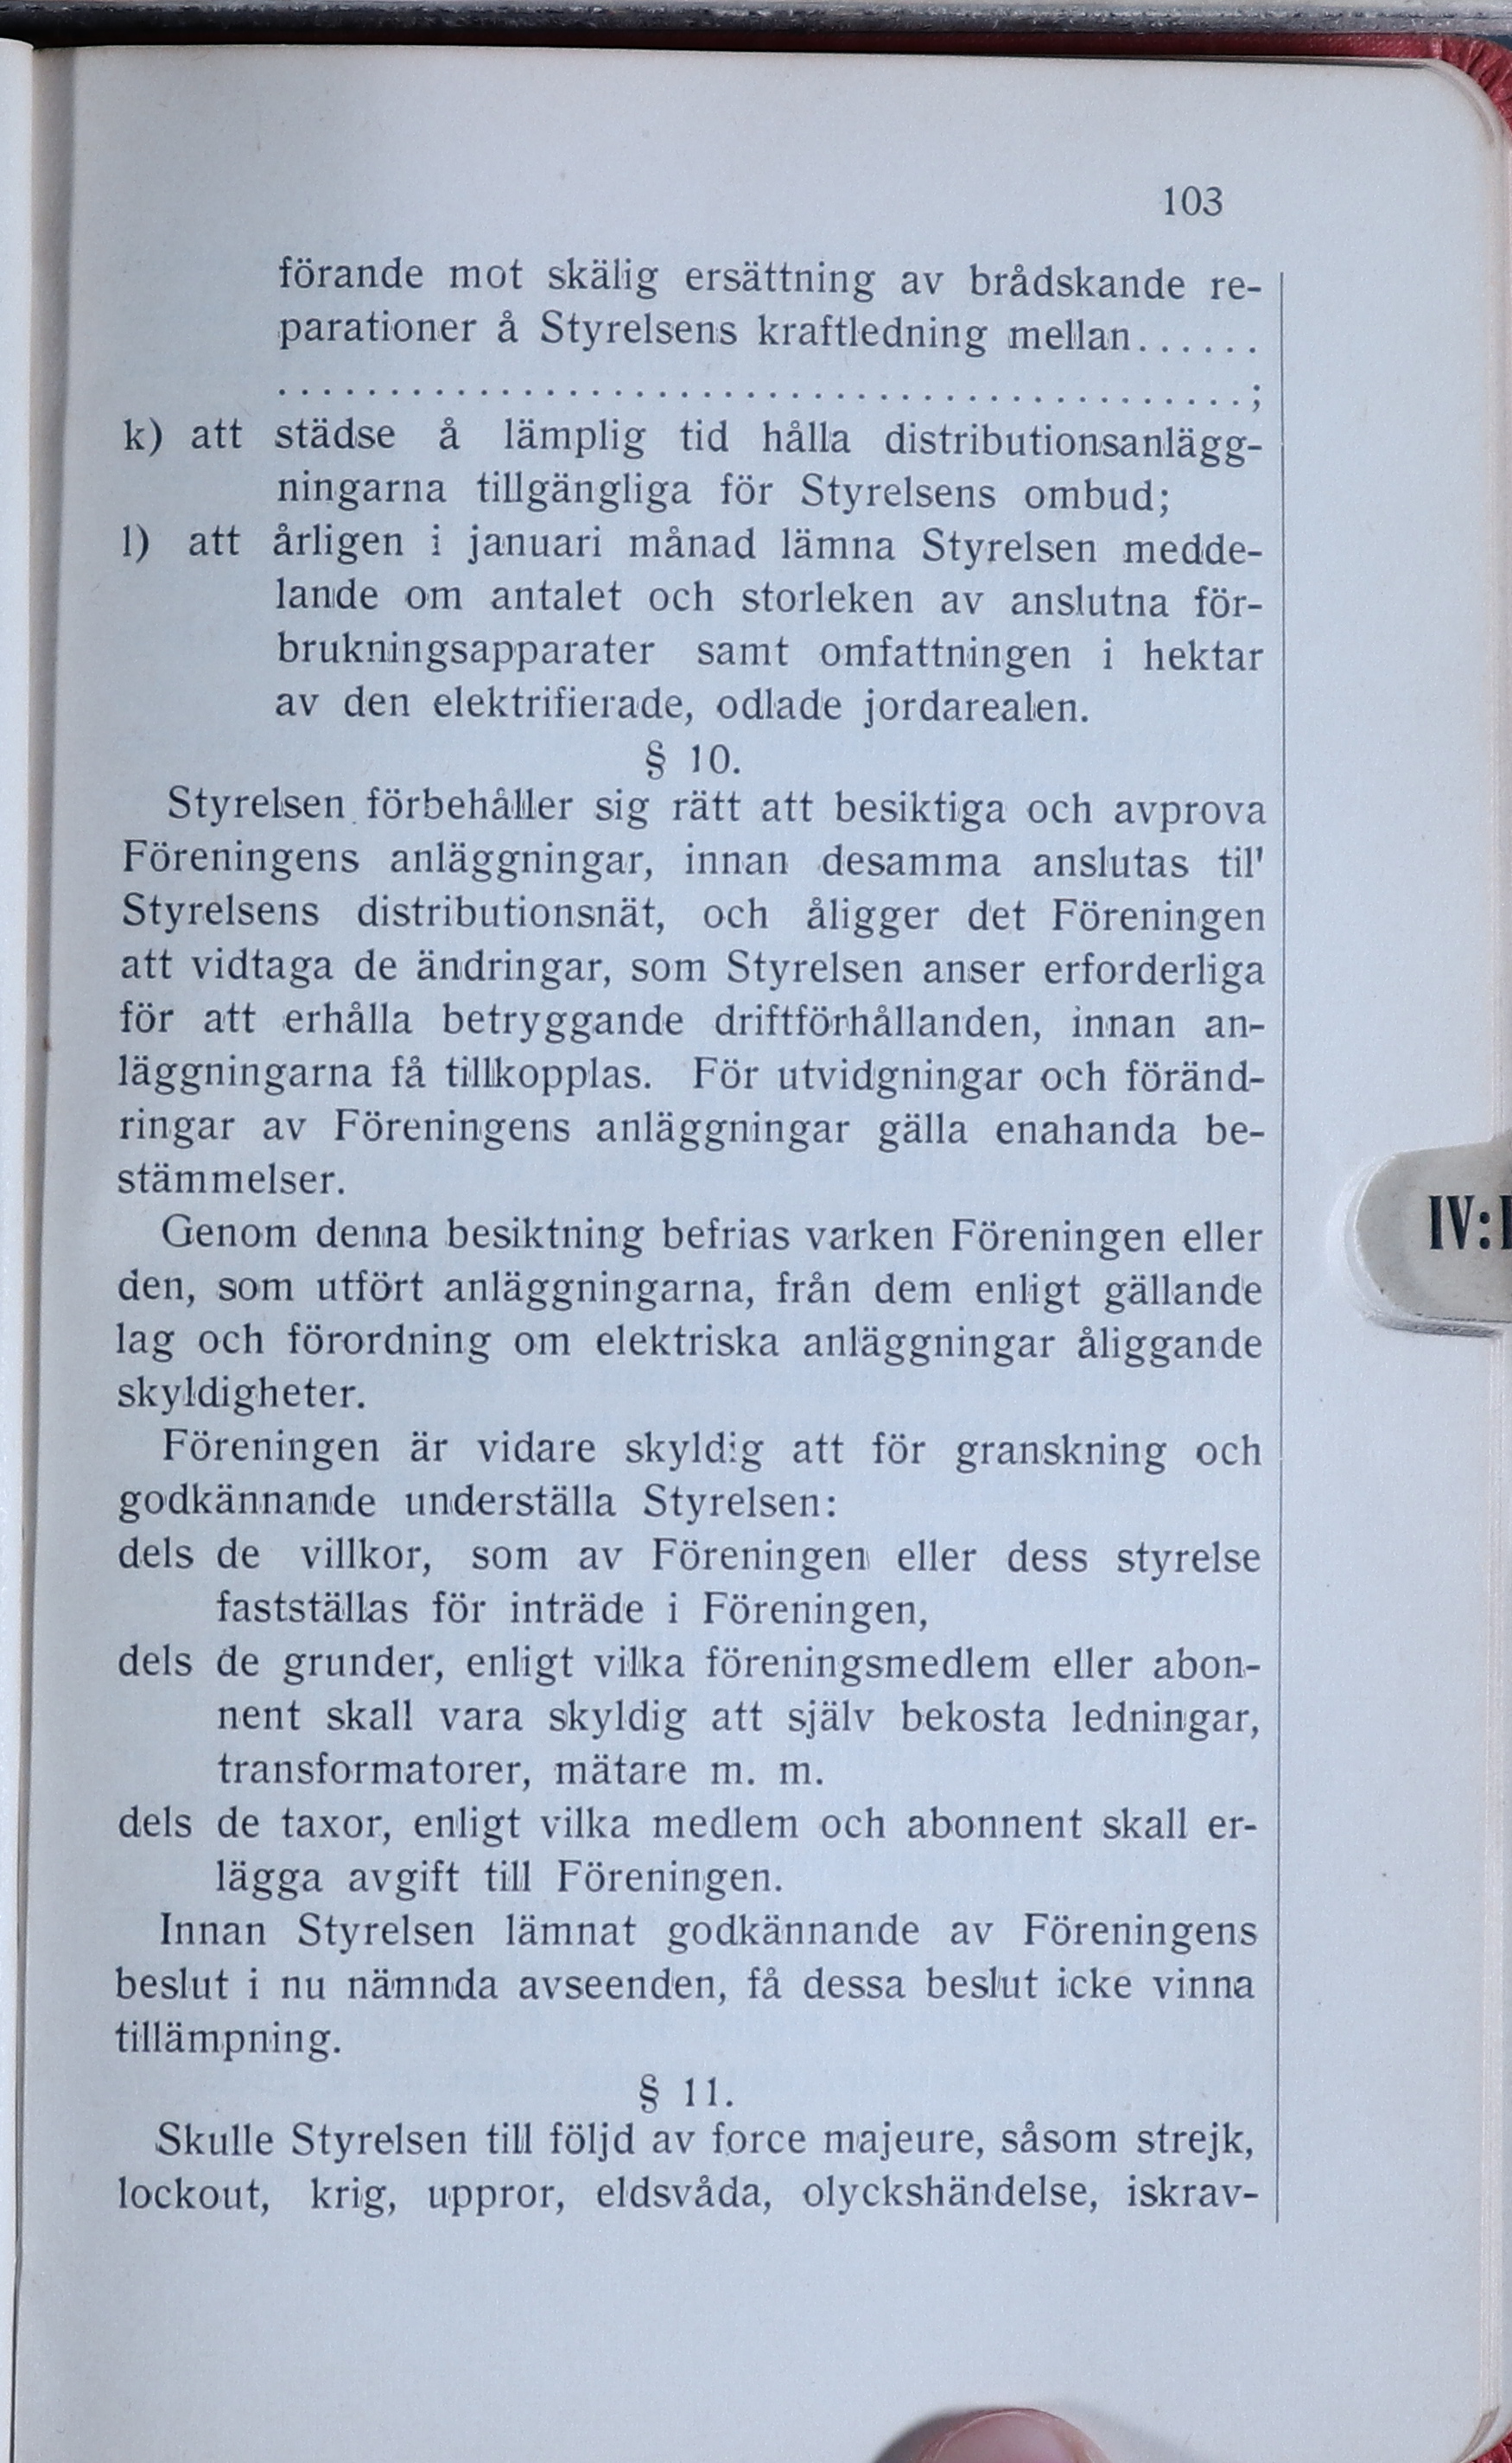 103
förande mot skälig ersättning av brådskande re-
parationer å Styrelsens kraftledning mellan......
............................................;
k) att städse å lämplig tid hålla distributionsanlägg-
ningarna tillgängliga för Styrelsens ombud;
l) att årligen i januari månad lämna Styrelsen medde-
lande om antalet och storleken av anslutna för-
brukningsapparater samt omfattningen i hektar
av den elektrifierade, odlade jordarealen.
§ 10.
Styrelsen förbehåller sig rätt att besiktiga och avprova
Föreningens anläggningar, innan desamma anslutas til'
Styrelsens distributionsnät, och åligger det Föreningen
att vidtaga de ändringar, som Styrelsen anser erforderliga
för att erhålla betryggande driftförhållanden, innan an-
läggningarna få tillkopplas. För utvidgningar och föränd-
ringar av Föreningens anläggningar gälla enahanda be-
stämmelser.
Genom denna besiktning befrias varken Föreningen eller
den, som utfört anläggningarna, från dem enligt gällande
lag och förordning om elektriska anläggningar åliggande
skyldigheter.
Föreningen är vidare skyldig att för granskning och
godkännande underställa Styrelsen:
dels de villkor, som av Föreningen eller dess styrelse
fastställas för inträde i Föreningen,
dels de grunder, enligt vilka föreningsmedlem eller abon-
nent skall vara skyldig att själv bekosta ledningar,
transformatorer, mätare m. m.
dels de taxor, enligt vilka medlem och abonnent skall er-
lägga avgift till Föreningen.
Innan Styrelsen lämnat godkännande av Föreningens
beslut i nu nämnda avseenden, få dessa beslut icke vinna
tillämpning.
§ 11.
Skulle Styrelsen till följd av force majeure, såsom strejk,
lockout, krig, uppror, eldsvåda, olyckshändelse, iskrav-